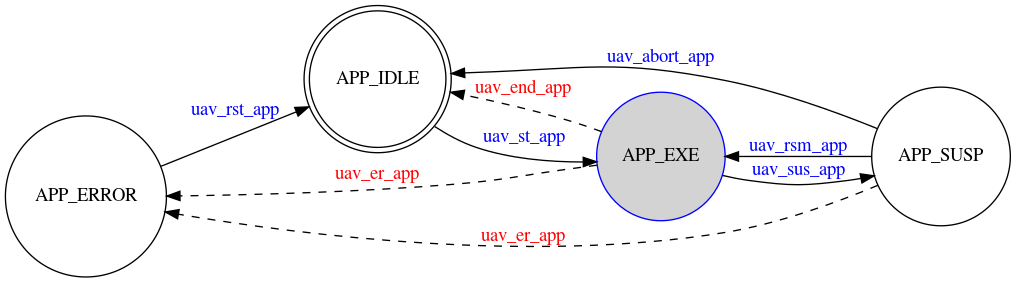 uav_abort_app
APP_IDLE
uav_end_app
uav_rst_app
uav_st_app
uav_rsm_app
APP_EXE
APP_SUSP
uav_sus_app
uav_er_app
APP_ERROR
uav_er_app